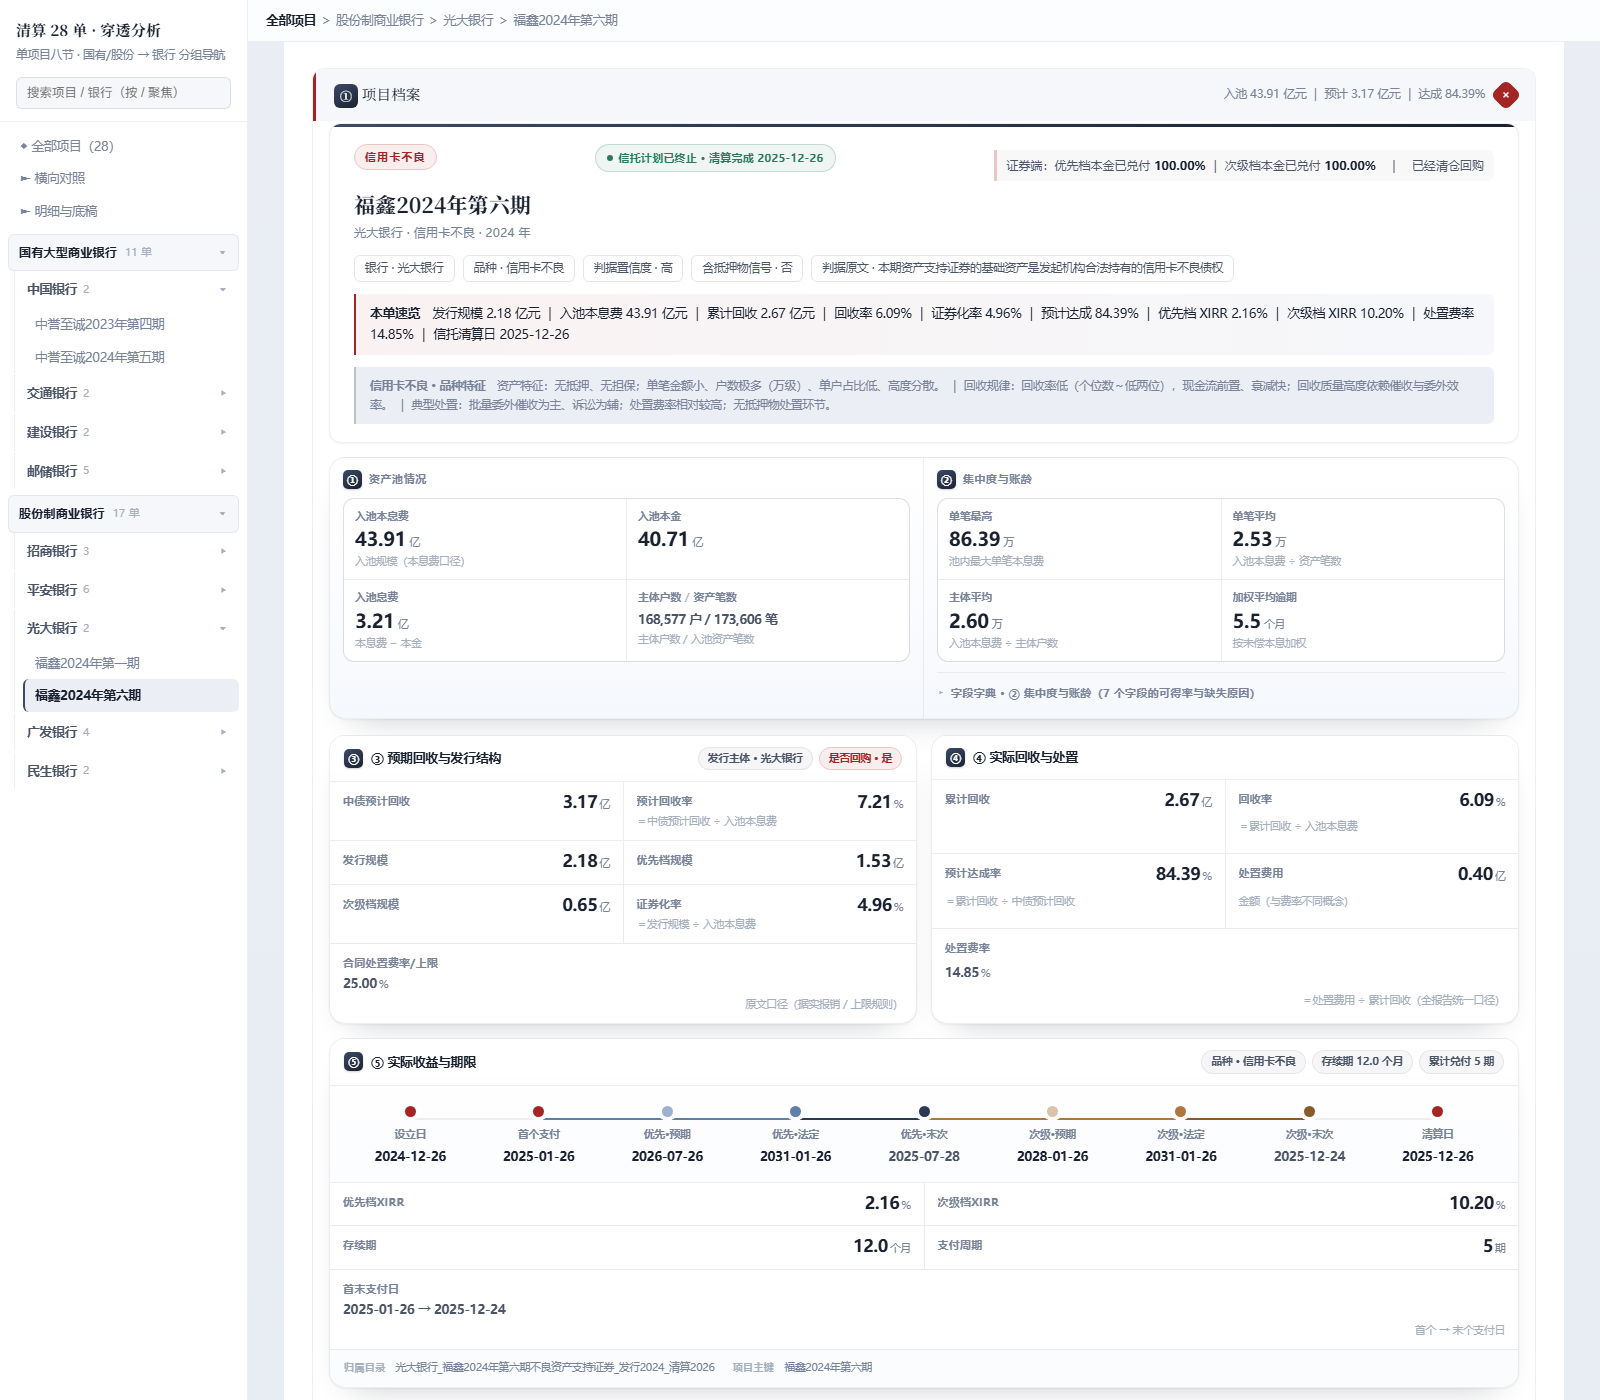 清算 28 单 · 穿透分析
单项目八节 · 国有/股份 → 银行 分组导航
搜索项目 / 银行（按 / 聚焦）
全部项目（28）
横向对照
明细与底稿
国有大型商业银行 11 单
中国银行 2
中誉至诚2023年第四期
中誉至诚2024年第五期
交通银行 2
建设银行 2
邮储银行 5
股份制商业银行 17 单
招商银行 3
平安银行 6
光大银行 2
福鑫2024年第一期
福鑫2024年第六期
广发银行 4
民生银行 2
全部项目 > 股份制商业银行 > 光大银行 > 福鑫2024年第六期
① 项目档案
入池 43.91 亿元 | 预计 3.17 亿元 | 达成 84.39%
信用卡不良
信托计划已终止 • 清算完成 2025-12-26
证券端：优先档本金已兑付 100.00% | 次级档本金已兑付 100.00% | 已经清仓回购
福鑫2024年第六期
光大银行 · 信用卡不良 · 2024 年
银行 · 光大银行
品种 · 信用卡不良
判据置信度 · 高
含抵押物信号 · 否
判据原文 · 本期资产支持证券的基础资产是发起机构合法持有的信用卡不良债权
本单速览 发行规模 2.18 亿元 | 入池本息费 43.91 亿元 | 累计回收 2.67 亿元 | 回收率 6.09% | 证券化率 4.96% | 预计达成 84.39% | 优先档 XIRR 2.16% | 次级档 XIRR 10.20% | 处置费率
14.85% | 信托清算日 2025-12-26
信用卡不良 • 品种特征 资产特征：无抵押、无担保；单笔金额小、户数极多（万级）、单户占比低、高度分散。 | 回收规律：回收率低（个位数～低两位），现金流前置、衰减快；回收质量高度依赖催收与委外效
率。 | 典型处置：批量委外催收为主、诉讼为辅；处置费率相对较高；无抵押物处置环节。
① 资产池情况
入池本息费
43.91 亿
入池规模（本息费口径）
入池本金
40.71 亿
入池息费
3.21 亿
本息费 − 本金
主体户数 / 资产笔数
168,577 户 / 173,606 笔
主体户数 / 入池资产笔数
② 集中度与账龄
单笔最高
86.39 万
池内最大单笔本息费
单笔平均
2.53 万
入池本息费 ÷ 资产笔数
主体平均
2.60 万
入池本息费 ÷ 主体户数
加权平均逾期
5.5 个月
按未偿本息加权
字段字典 • ② 集中度与账龄（7 个字段的可得率与缺失原因）
③ ③ 预期回收与发行结构
发行主体 • 光大银行
是否回购 • 是
中债预计回收 3.17 亿
预计回收率 7.21 %
＝中债预计回收 ÷ 入池本息费
发行规模 2.18 亿
优先档规模 1.53 亿
次级档规模 0.65 亿
证券化率 4.96 %
＝发行规模 ÷ 入池本息费
合同处置费率/上限
25.00 %
原文口径（据实报销 / 上限规则）
④ ④ 实际回收与处置
累计回收 2.67 亿
回收率 6.09 %
＝累计回收 ÷ 入池本息费
预计达成率 84.39 %
＝累计回收 ÷ 中债预计回收
处置费用 0.40 亿
金额（与费率不同概念）
处置费率
14.85 %
＝处置费用 ÷ 累计回收（全报告统一口径）
⑤ ⑤ 实际收益与期限
品种 • 信用卡不良
存续期 12.0 个月
累计兑付 5 期
设立日
2024-12-26
首个支付
2025-01-26
优先•预期
2026-07-26
优先•法定
2031-01-26
优先•末次
2025-07-28
次级•预期
2028-01-26
次级•法定
2031-01-26
次级•末次
2025-12-24
清算日
2025-12-26
优先档XIRR 2.16 %
次级档XIRR 10.20 %
存续期 12.0 个月
支付周期 5 期
首末支付日
2025-01-26 → 2025-12-24
首个 → 末个支付日
归属目录 光大银行_福鑫2024年第六期不良资产支持证券_发行2024_清算2026 项目主键 福鑫2024年第六期